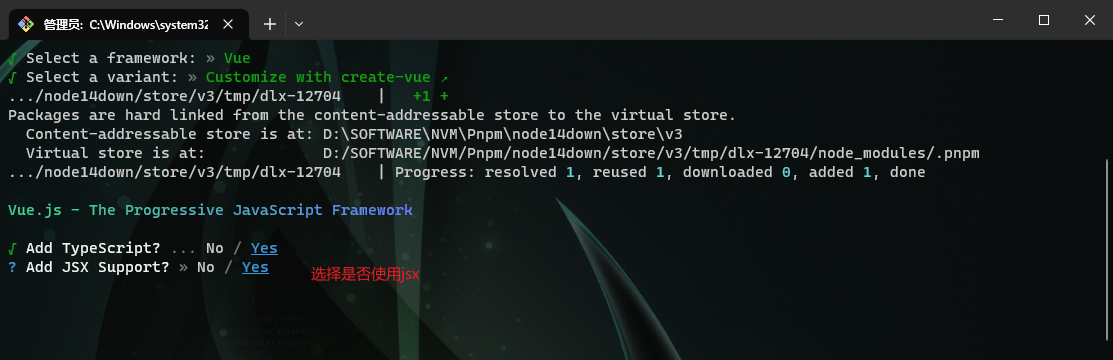 管理员: C:\Windows\system32
√ Select a framework: » Vue
√ Select a variant: » Customize with create-vue ↗
.../node14down/store/v3/tmp/dlx-12704    |   +1 +
Packages are hard linked from the content-addressable store to the virtual store.
  Content-addressable store is at: D:\SOFTWARE\NVM\Pnpm\node14down\store\v3
  Virtual store is at:             D:/SOFTWARE/NVM/Pnpm/node14down/store/v3/tmp/dlx-12704/node_modules/.pnpm
.../node14down/store/v3/tmp/dlx-12704    | Progress: resolved 1, reused 1, downloaded 0, added 1, done
Vue.js - The Progressive JavaScript Framework
√ Add TypeScript? ... No / Yes
? Add JSX Support? » No / Yes
选择是否使用jsx